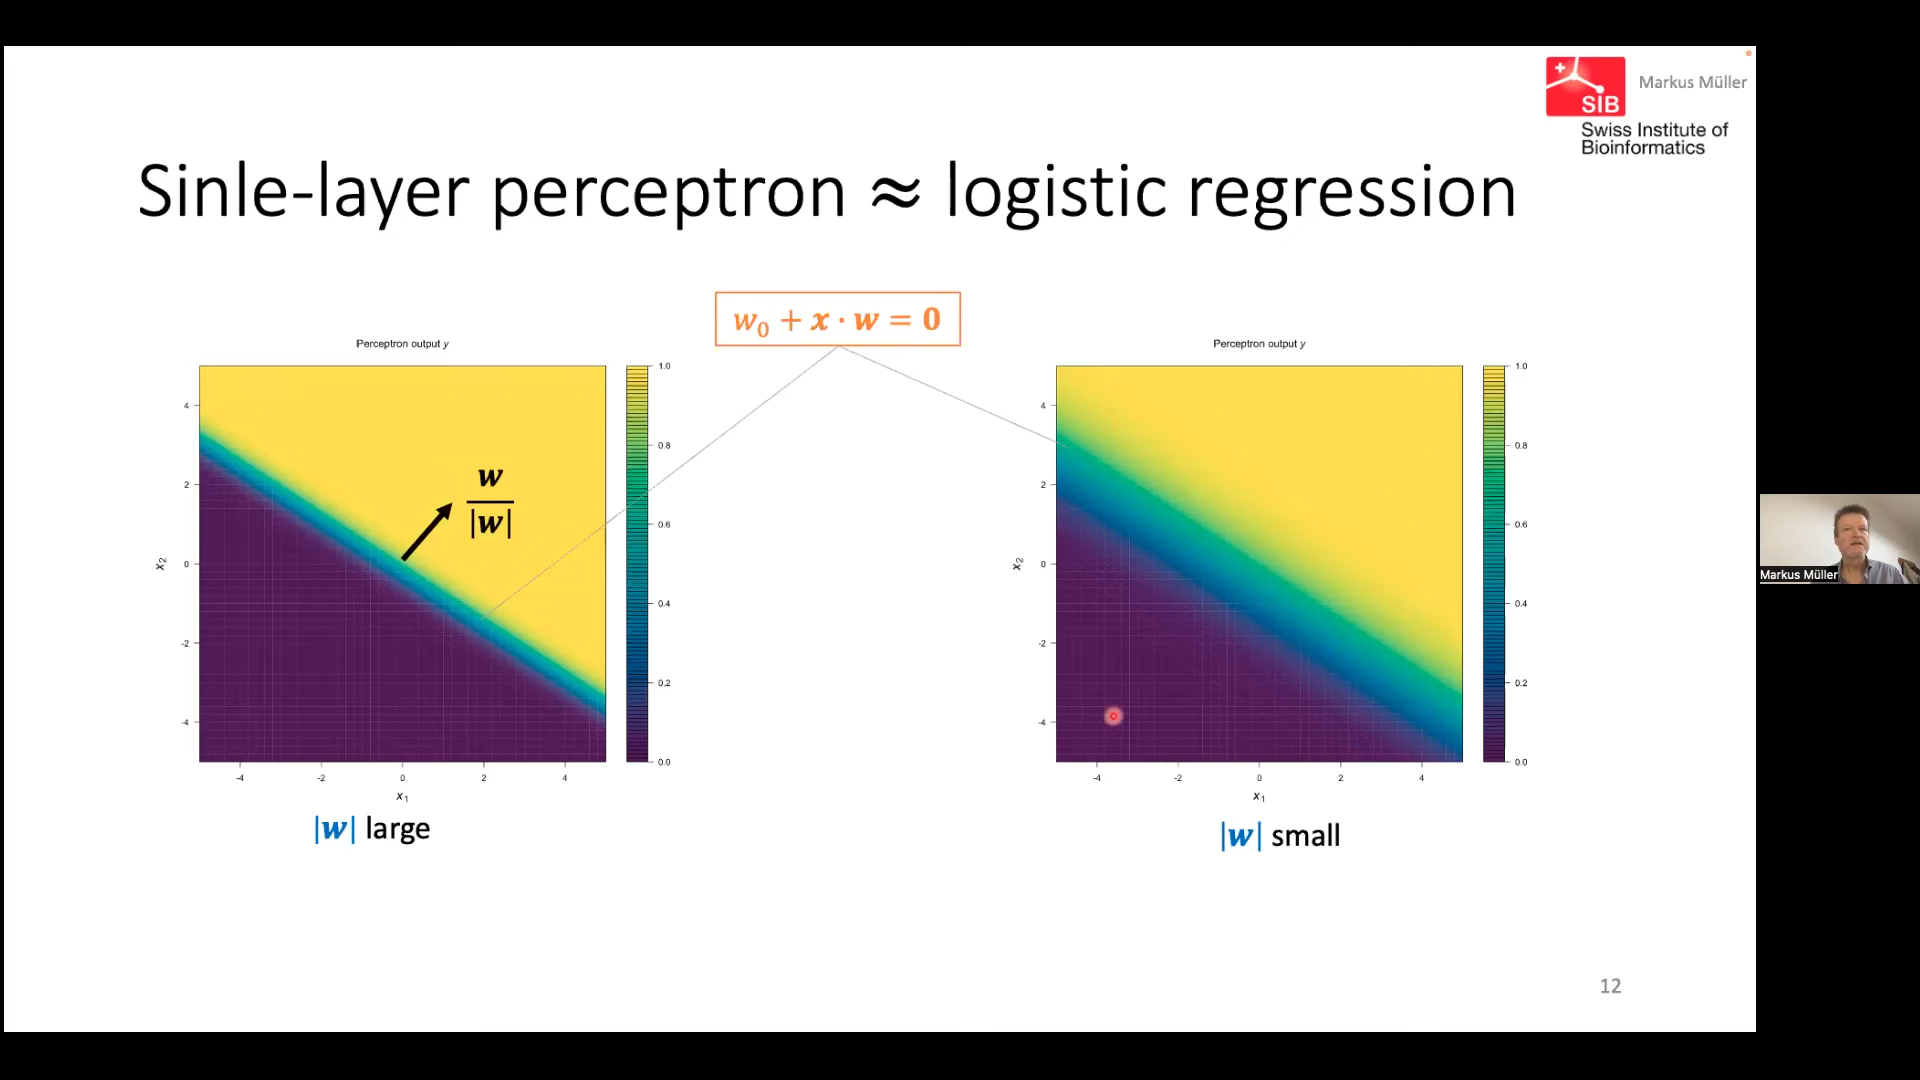 Markus Müller
SIB
Swiss Institute of
Bioinformatics
Sinle-layer perceptron ≈ logistic regression
w₀ + x · w = 0
Perceptron output y
1.0
0.8
0.6
0.4
0.2
0.0
4
2
0
-2
-4
x₂
-4 -2 0 2 4
x₁
w
|w|
|w| large
Perceptron output y
1.0
0.8
0.6
0.4
0.2
0.0
4
2
0
-2
-4
x₂
-4 -2 0 2 4
x₁
|w| small
Markus Müller
12